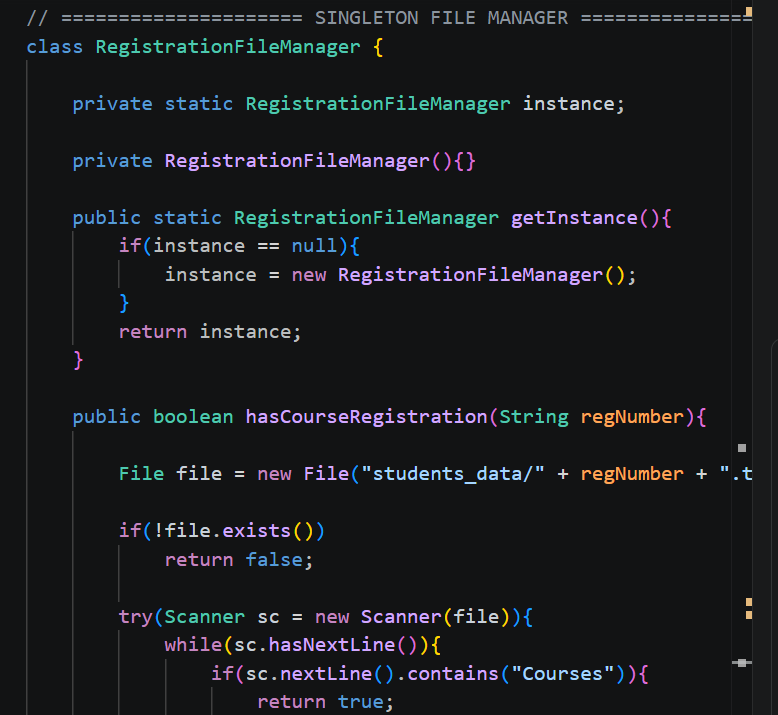 // ===================== SINGLETON FILE MANAGER ===============
class RegistrationFileManager {
private static RegistrationFileManager instance;
private RegistrationFileManager(){}
public static RegistrationFileManager getInstance(){
if(instance == null){
instance = new RegistrationFileManager();
}
return instance;
}
public boolean hasCourseRegistration(String regNumber){
File file = new File("students_data/" + regNumber + ".t
if(!file.exists())
return false;
try(Scanner sc = new Scanner(file)){
while(sc.hasNextLine()){
if(sc.nextLine().contains("Courses")){
return true;